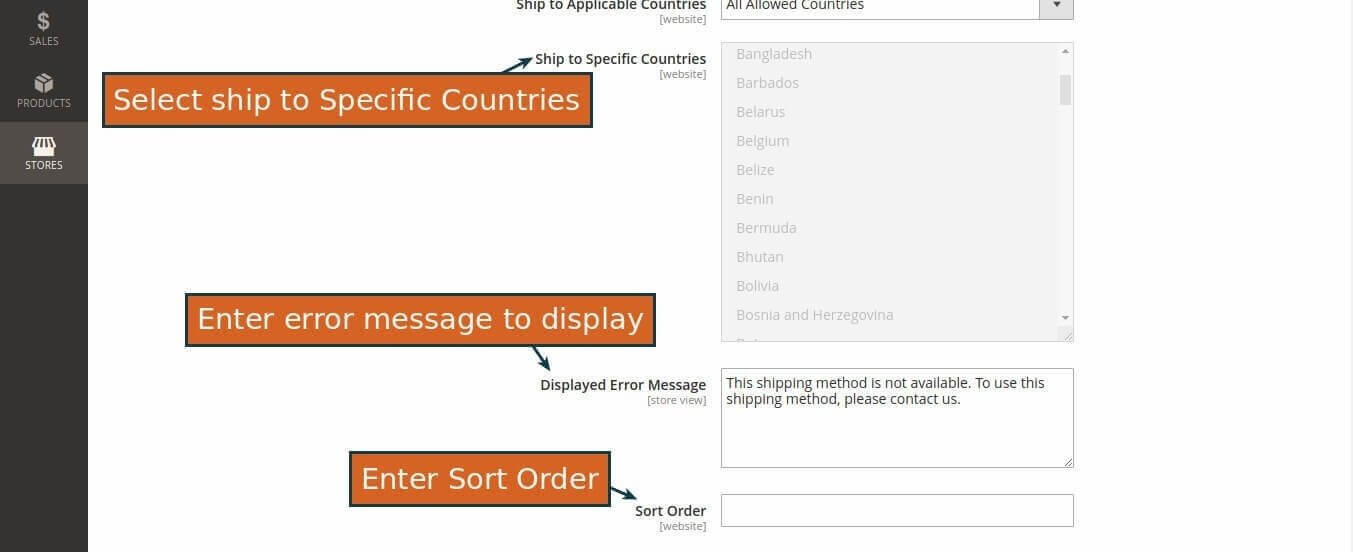 Ship to Applicable Countries
[website]
All Allowed Countries
SALES
PRODUCTS
STORES
Ship to Specific Countries
[website]
Select ship to Specific Countries
Bangladesh
Barbados
Belarus
Belgium
Belize
Benin
Bermuda
Bhutan
Bolivia
Bosnia and Herzegovina
Enter error message to display
Displayed Error Message
[store view]
This shipping method is not available. To use this
shipping method, please contact us.
Enter Sort Order
Sort Order
[website]